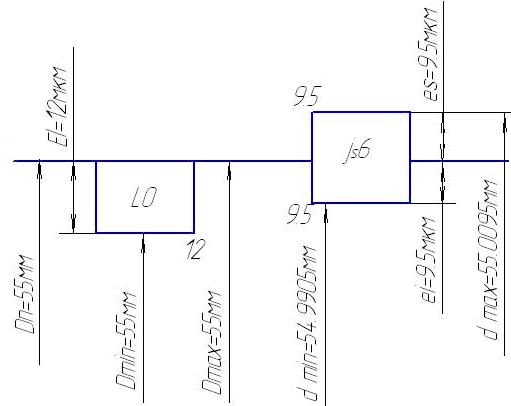 EI=12мкм
9.5
es=9.5мкм
js6
L0
9.5
12
Dn=55мм
Dmin=55мм
Dmax=55мм
d min=54.9905мм
ei=9.5мкм
d max=55.0095мм